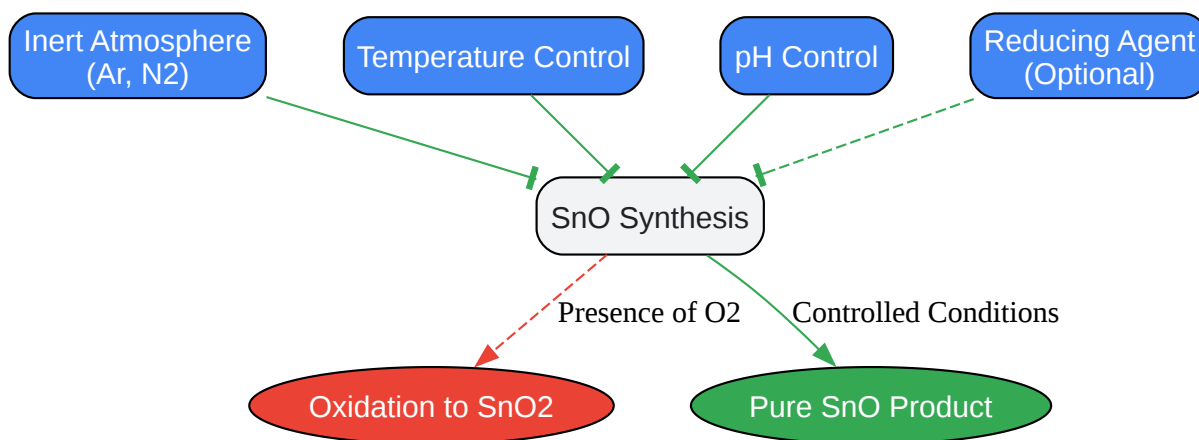 Inert Atmosphere
(Ar, N2)
Temperature Control
pH Control
Reducing Agent
(Optional)
SnO Synthesis
Presence of O2
Controlled Conditions
Oxidation to SnO2
Pure SnO Product